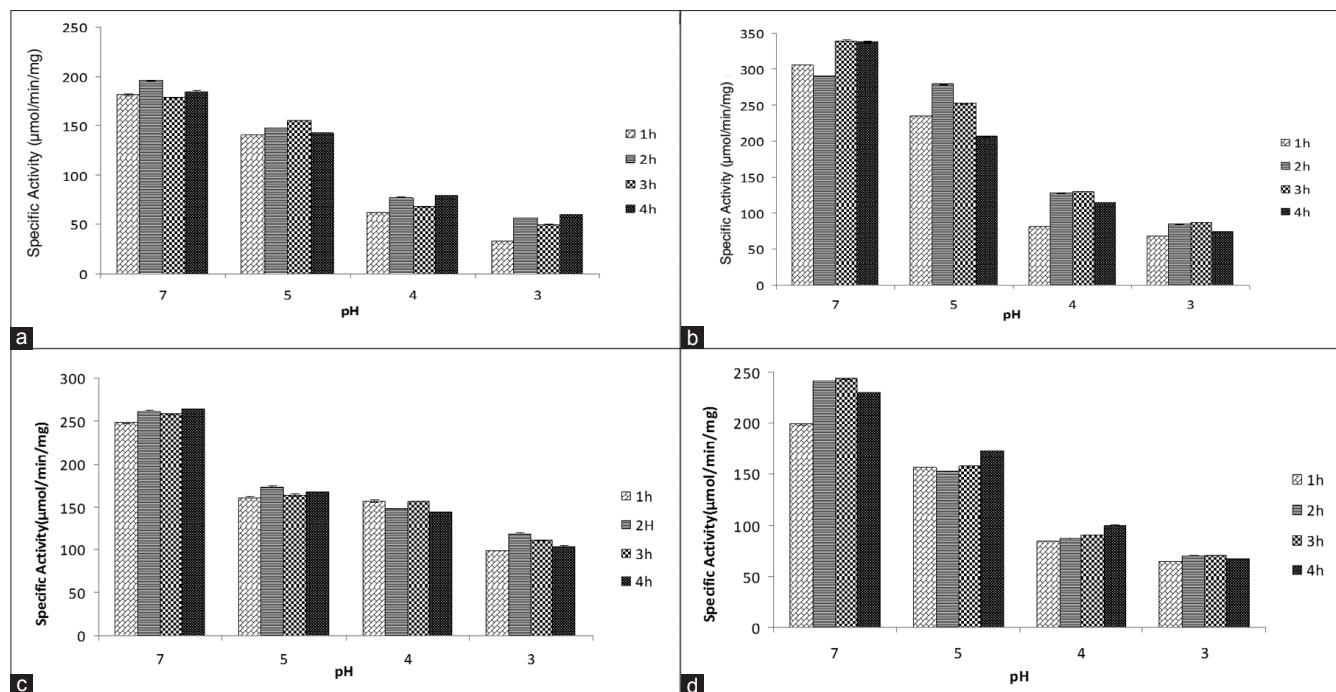 250
200
150
100
50
0
Specific Activity (µmol/min/mg)
7 5 4 3
pH
1h
2h
3h
4h
a
350
300
250
200
150
100
50
0
Specific Activity (µmol/min/mg)
7 5 4 3
pH
1h
2h
3h
4h
b
300
250
200
150
100
50
0
Specific Activity(µmol/min/mg)
7 5 4 3
1h
2H
3h
4h
c
250
200
150
100
50
0
Specific Activity(µmol/min/mg)
7 5 4 3
pH
1h
2h
3h
4h
d